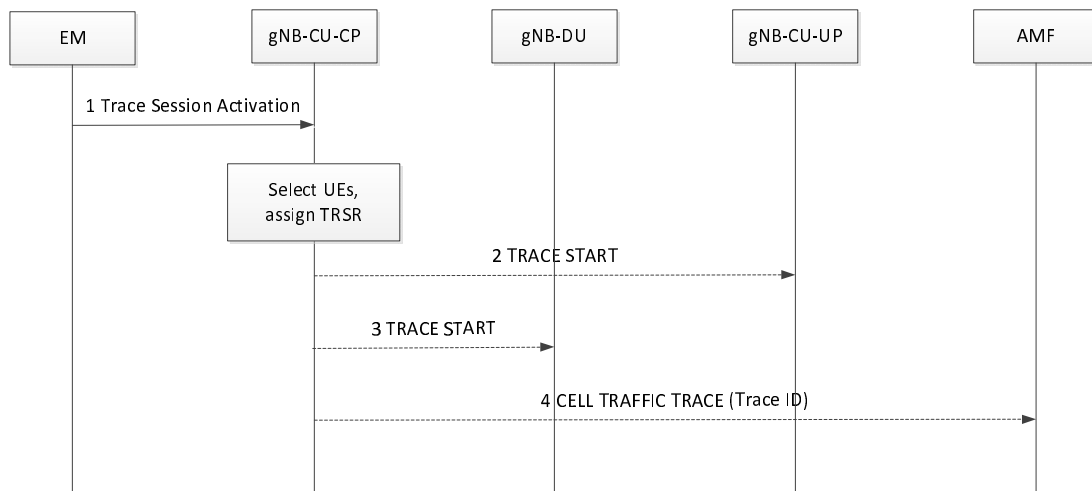 EM
gNB-CU-CP
gNB-DU
gNB-CU-UP
AMF
1 Trace Session Activation
Select UEs,
assign TRSR
2 TRACE START
3 TRACE START
4 CELL TRAFFIC TRACE (Trace ID)